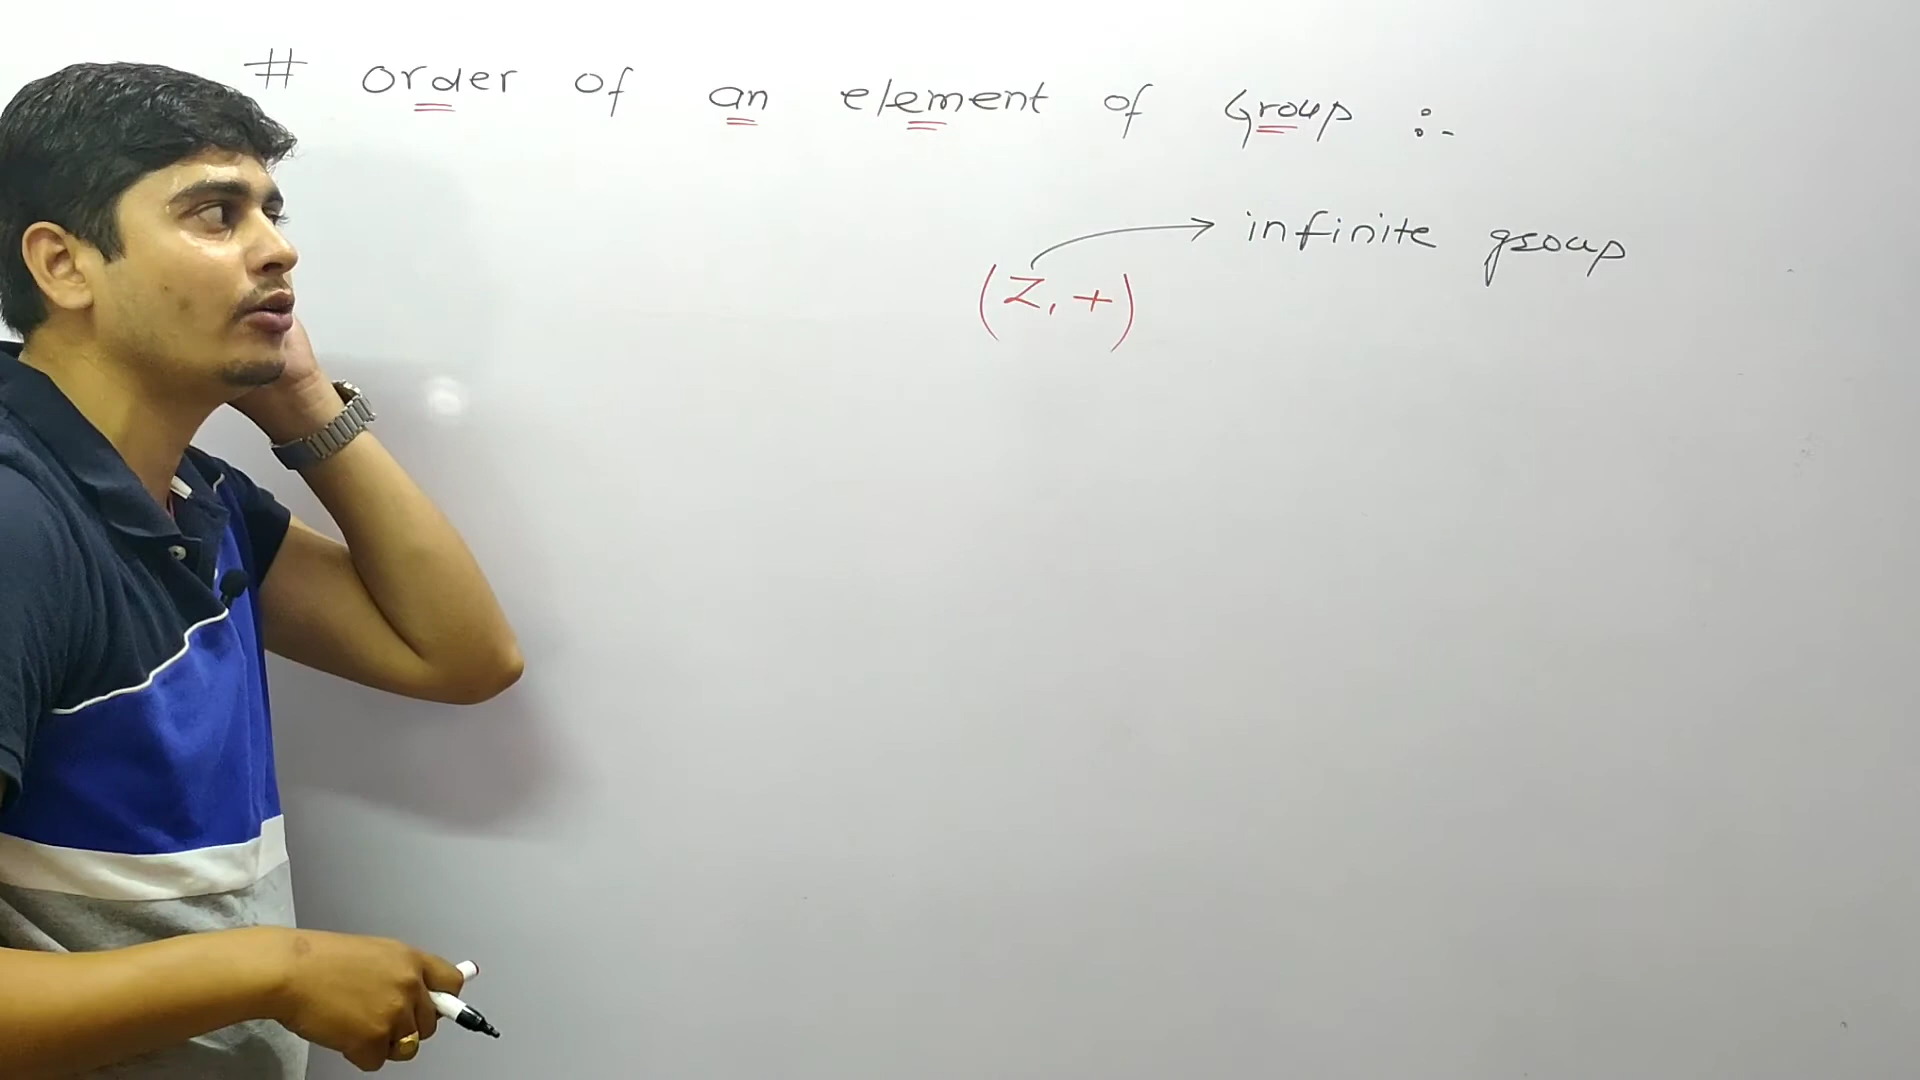 # order of an element of Group :-
infinite group
(Z, +)